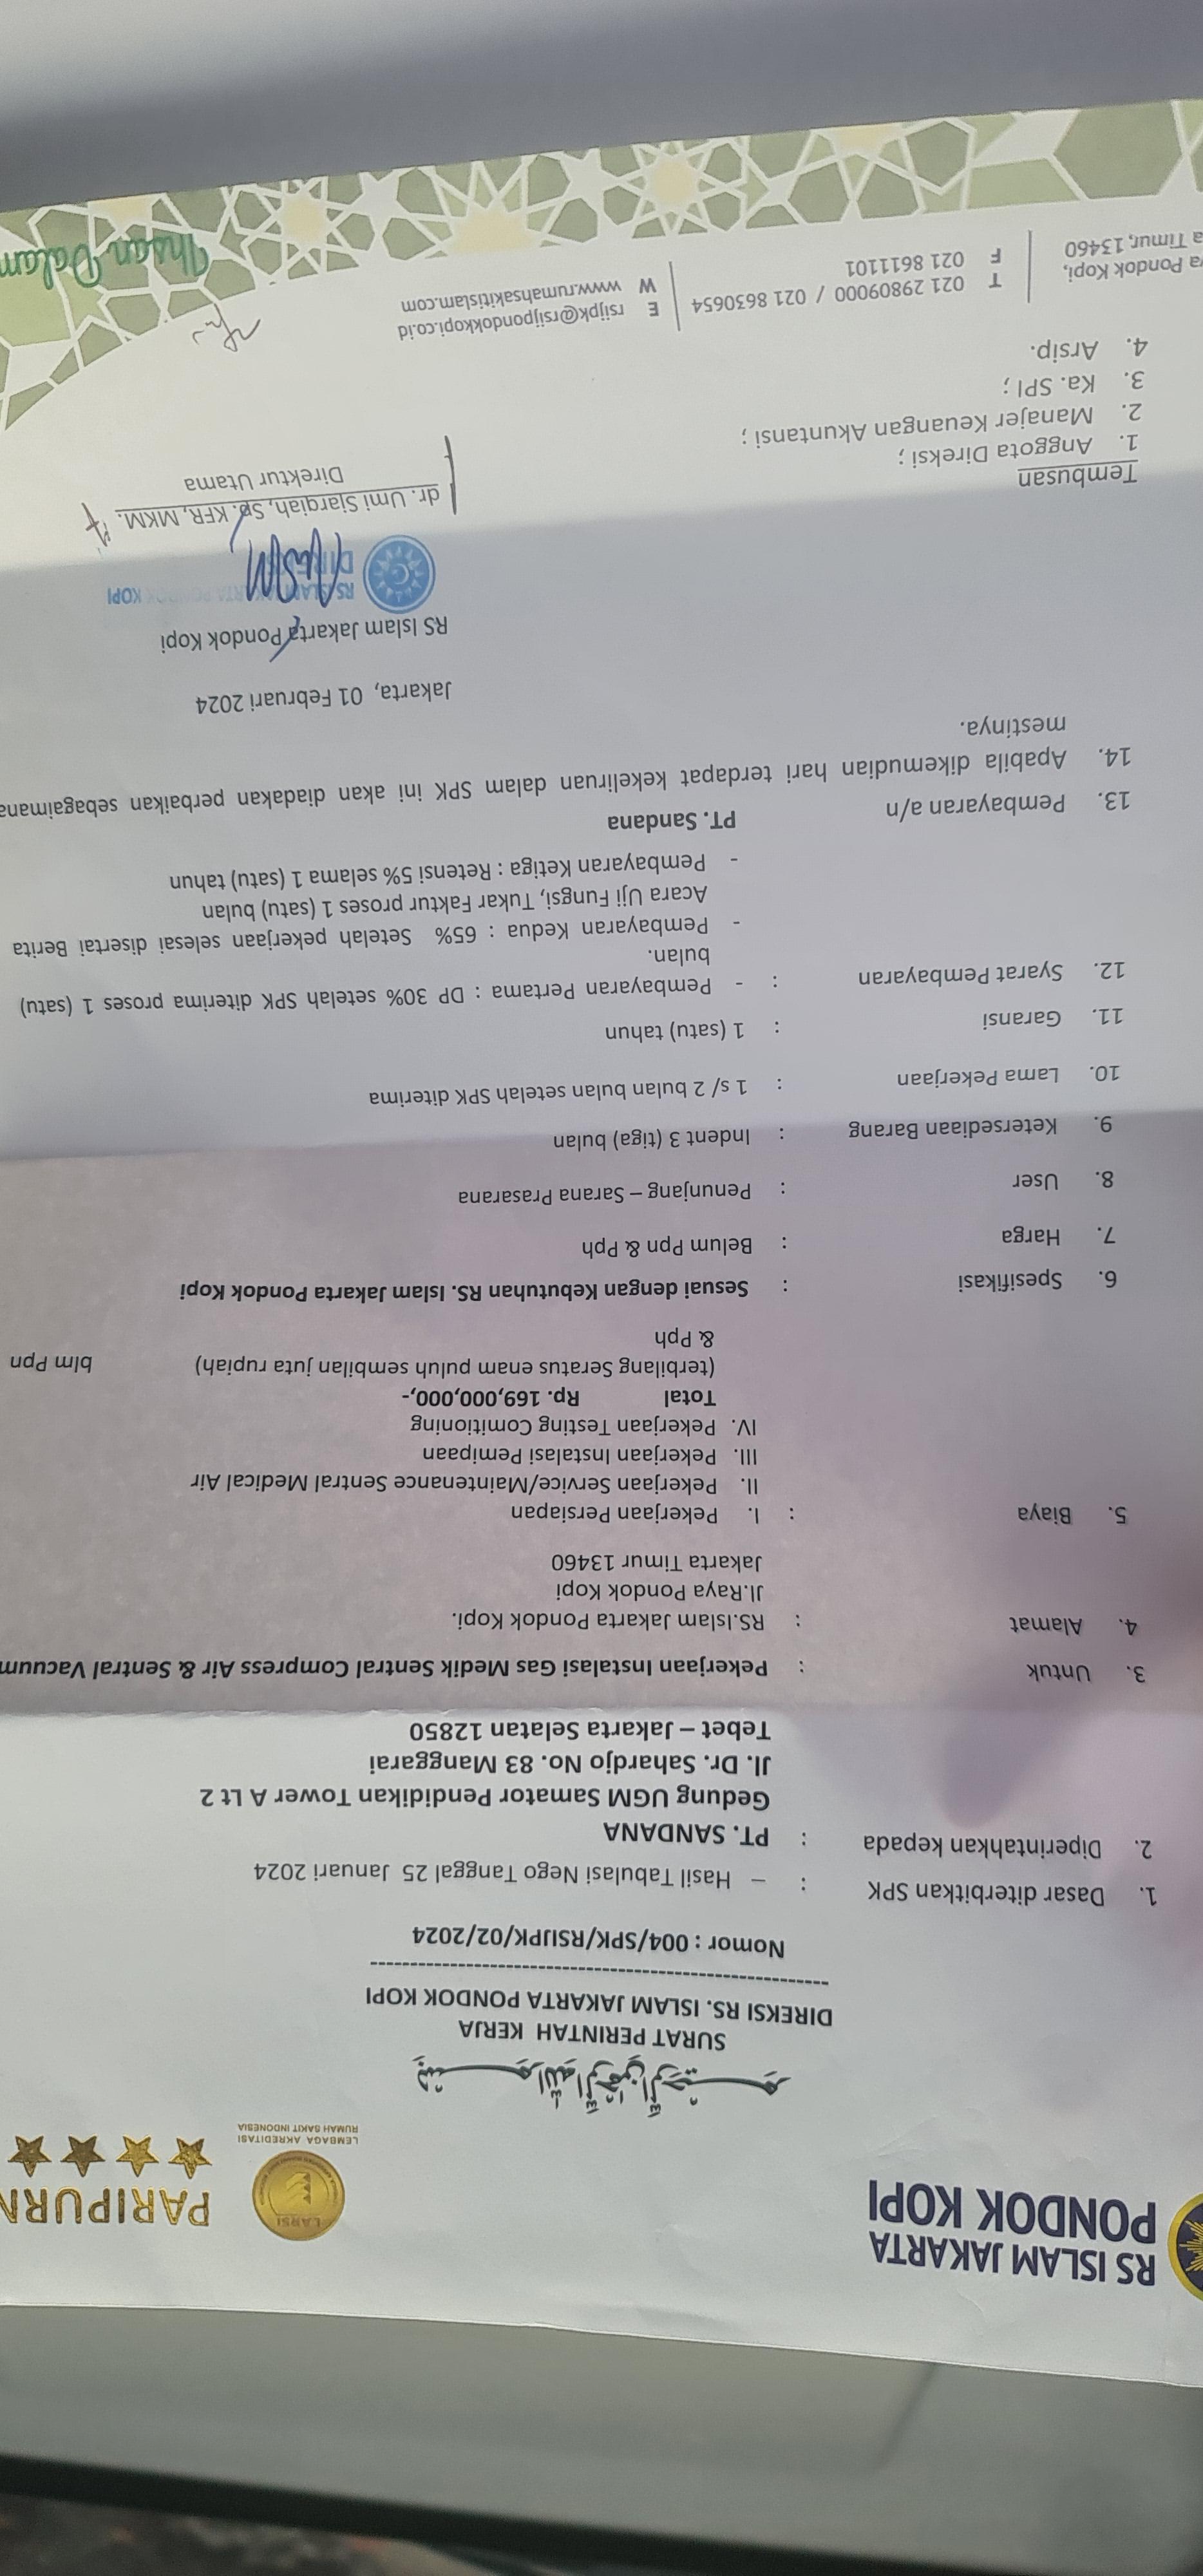 RS ISLAM JAKARTA
PONDOK KOPI
LARSI
LEMBAGA AKREDITASI
RUMAH SAKIT INDONESIA
PARIPURN
بِسْمِ اللَّهِ الرَّحْمَٰنِ الرَّحِيمِ
SURAT PERINTAH KERJA
DIREKSI RS. ISLAM JAKARTA PONDOK KOPI
Nomor : 004/SPK/RSIJPK/02/2024
1. Dasar diterbitkan SPK : – Hasil Tabulasi Nego Tanggal 25 Januari 2024
2. Diperintahkan kepada : PT. SANDANA
Gedung UGM Samator Pendidikan Tower A Lt 2
Jl. Dr. Sahardjo No. 83 Manggarai
Tebet – Jakarta Selatan 12850
3. Untuk : Pekerjaan Instalasi Gas Medik Sentral Compress Air & Sentral Vacuum
4. Alamat : RS.Islam Jakarta Pondok Kopi.
Jl.Raya Pondok Kopi
Jakarta Timur 13460
5. Biaya : I. Pekerjaan Persiapan
II. Pekerjaan Service/Maintenance Sentral Medical Air
III. Pekerjaan Instalasi Pemipaan
IV. Pekerjaan Testing Comitioning
Total Rp. 169,000,000,-
(terbilang Seratus enam puluh sembilan juta rupiah) blm Ppn
& Pph
6. Spesifikasi : Sesuai dengan Kebutuhan RS. Islam Jakarta Pondok Kopi
7. Harga : Belum Ppn & Pph
8. User : Penunjang – Sarana Prasarana
9. Ketersediaan Barang : Indent 3 (tiga) bulan
10. Lama Pekerjaan : 1 s/ 2 bulan bulan setelah SPK diterima
11. Garansi : 1 (satu) tahun
12. Syarat Pembayaran : - Pembayaran Pertama : DP 30% setelah SPK diterima proses 1 (satu)
bulan.
- Pembayaran Kedua : 65% Setelah pekerjaan selesai disertai Berita
Acara Uji Fungsi, Tukar Faktur proses 1 (satu) bulan
- Pembayaran Ketiga : Retensi 5% selama 1 (satu) tahun
13. Pembayaran a/n PT. Sandana
14. Apabila dikemudian hari terdapat kekeliruan dalam SPK ini akan diadakan perbaikan sebagaimana
mestinya.
Jakarta, 01 Februari 2024
RS Islam Jakarta Pondok Kopi
RS ISLAM JAKARTA PONDOK KOPI
dr. Umi Sjarqiah, Sp. KFR, MKM.
Direktur Utama
Tembusan
1. Anggota Direksi ;
2. Manajer Keuangan Akuntansi ;
3. Ka. SPI ;
4. Arsip.
a Pondok Kopi,
a Timur, 13460
T 021 29809000 / 021 8630654
F 021 8611101
E rsijpk@rsijpondokkopi.co.id
W www.rumahsakitislam.com
Ihsan Dalam